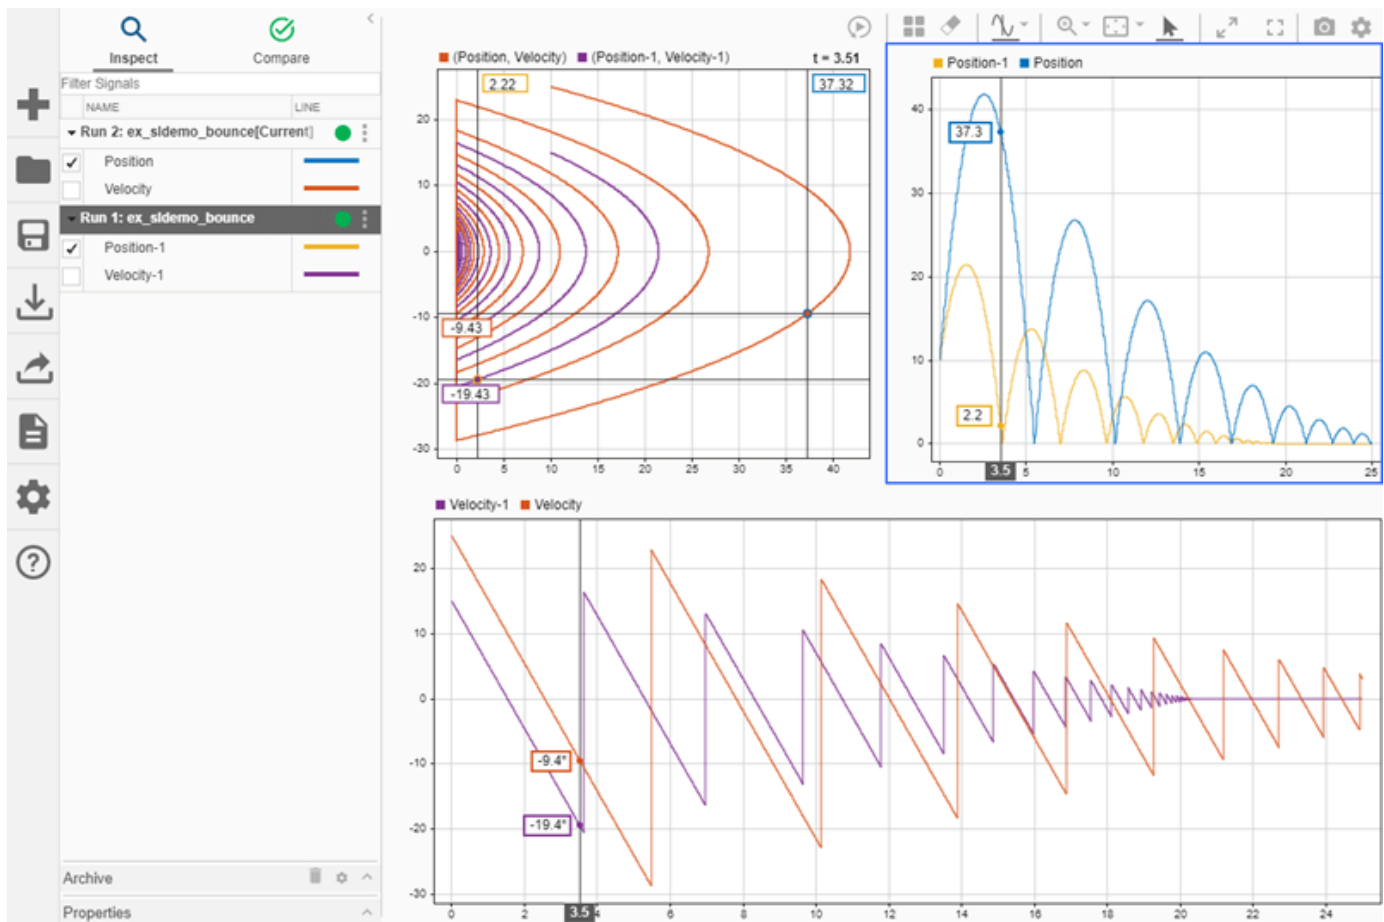 Inspect
Compare
Filter Signals
NAME
LINE
Run 2: ex_sldemo_bounce[Current]
Position
Velocity
Run 1: ex_sldemo_bounce
Position-1
Velocity-1
Archive
Properties
(Position, Velocity) (Position-1, Velocity-1) t = 3.51
2.22
37.32
20
10
0
-10
-20
-30
-9.43
-19.43
0 5 10 15 20 25 30 35 40
Position-1 Position
40
30
20
10
0
37.3
2.2
0 3.5 5 10 15 20 25
Velocity-1 Velocity
20
10
0
-10
-20
-30
-9.4*
-19.4*
0 2 3.5 4 6 8 10 12 14 16 18 20 22 24